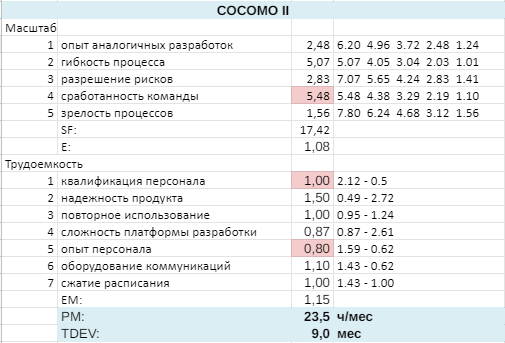 COCOMO II
Масштаб
1 опыт аналогичных разработок 2,48 6.20 4.96 3.72 2.48 1.24
2 гибкость процесса 5,07 5.07 4.05 3.04 2.03 1.01
3 разрешение рисков 2,83 7.07 5.65 4.24 2.83 1.41
4 сработанность команды 5,48 5.48 4.38 3.29 2.19 1.10
5 зрелость процессов 1,56 7.80 6.24 4.68 3.12 1.56
SF: 17,42
E: 1,08
Трудоемкость
1 квалификация персонала 1,00 2.12 - 0.5
2 надежность продукта 1,50 0.49 - 2.72
3 повторное использование 1,00 0.95 - 1.24
4 сложность платформы разработки 0,87 0.87 - 2.61
5 опыт персонала 0,80 1.59 - 0.62
6 оборудование коммуникаций 1,10 1.43 - 0.62
7 сжатие расписания 1,00 1.43 - 1.00
EM: 1,15
PM: 23,5 ч/мес
TDEV: 9,0 мес